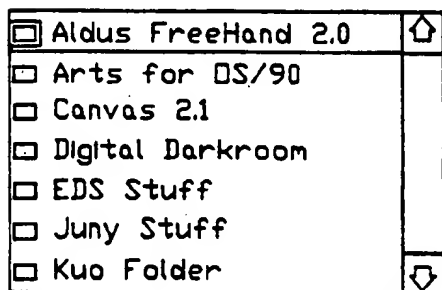 Aldus FreeHand 2.0
Arts for DS/90
Canvas 2.1
Digital Darkroom
EDS Stuff
Juny Stuff
Kuo Folder